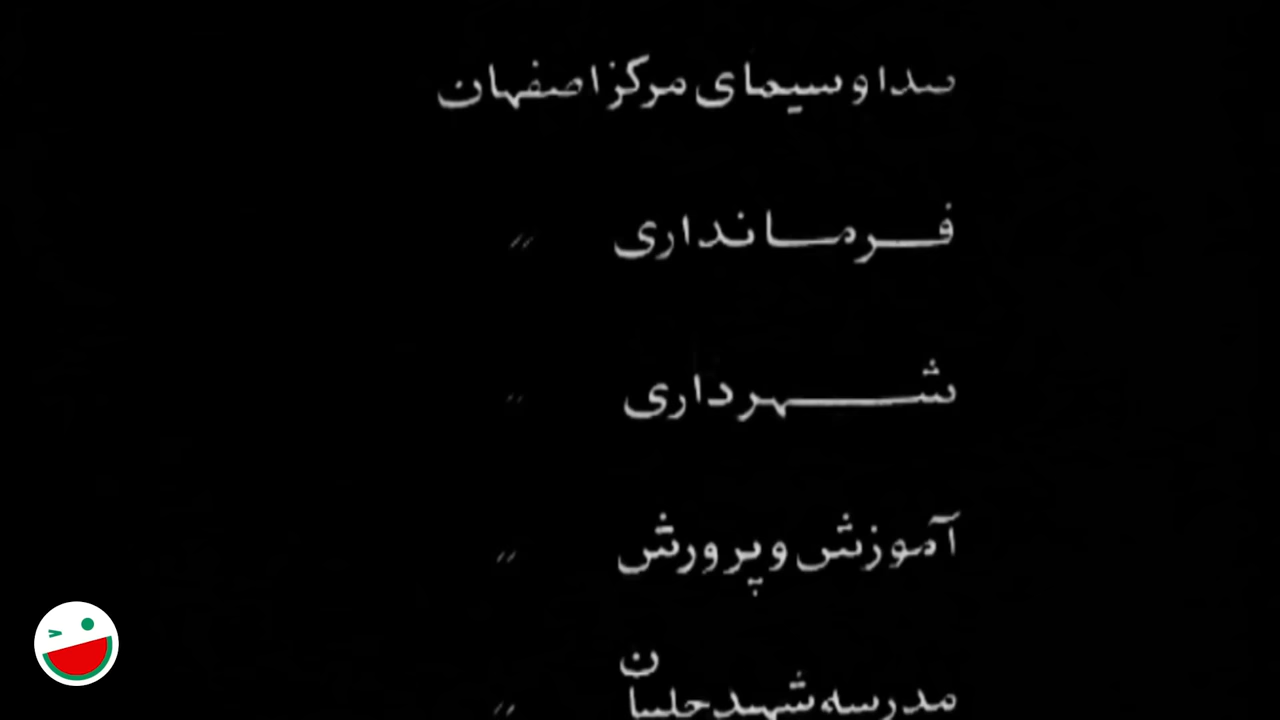 صدا و سیمای مرکز اصفهان
فرمانداری 〃
شهرداری 〃
آموزش و پرورش 〃
مدرسه شهید 〃